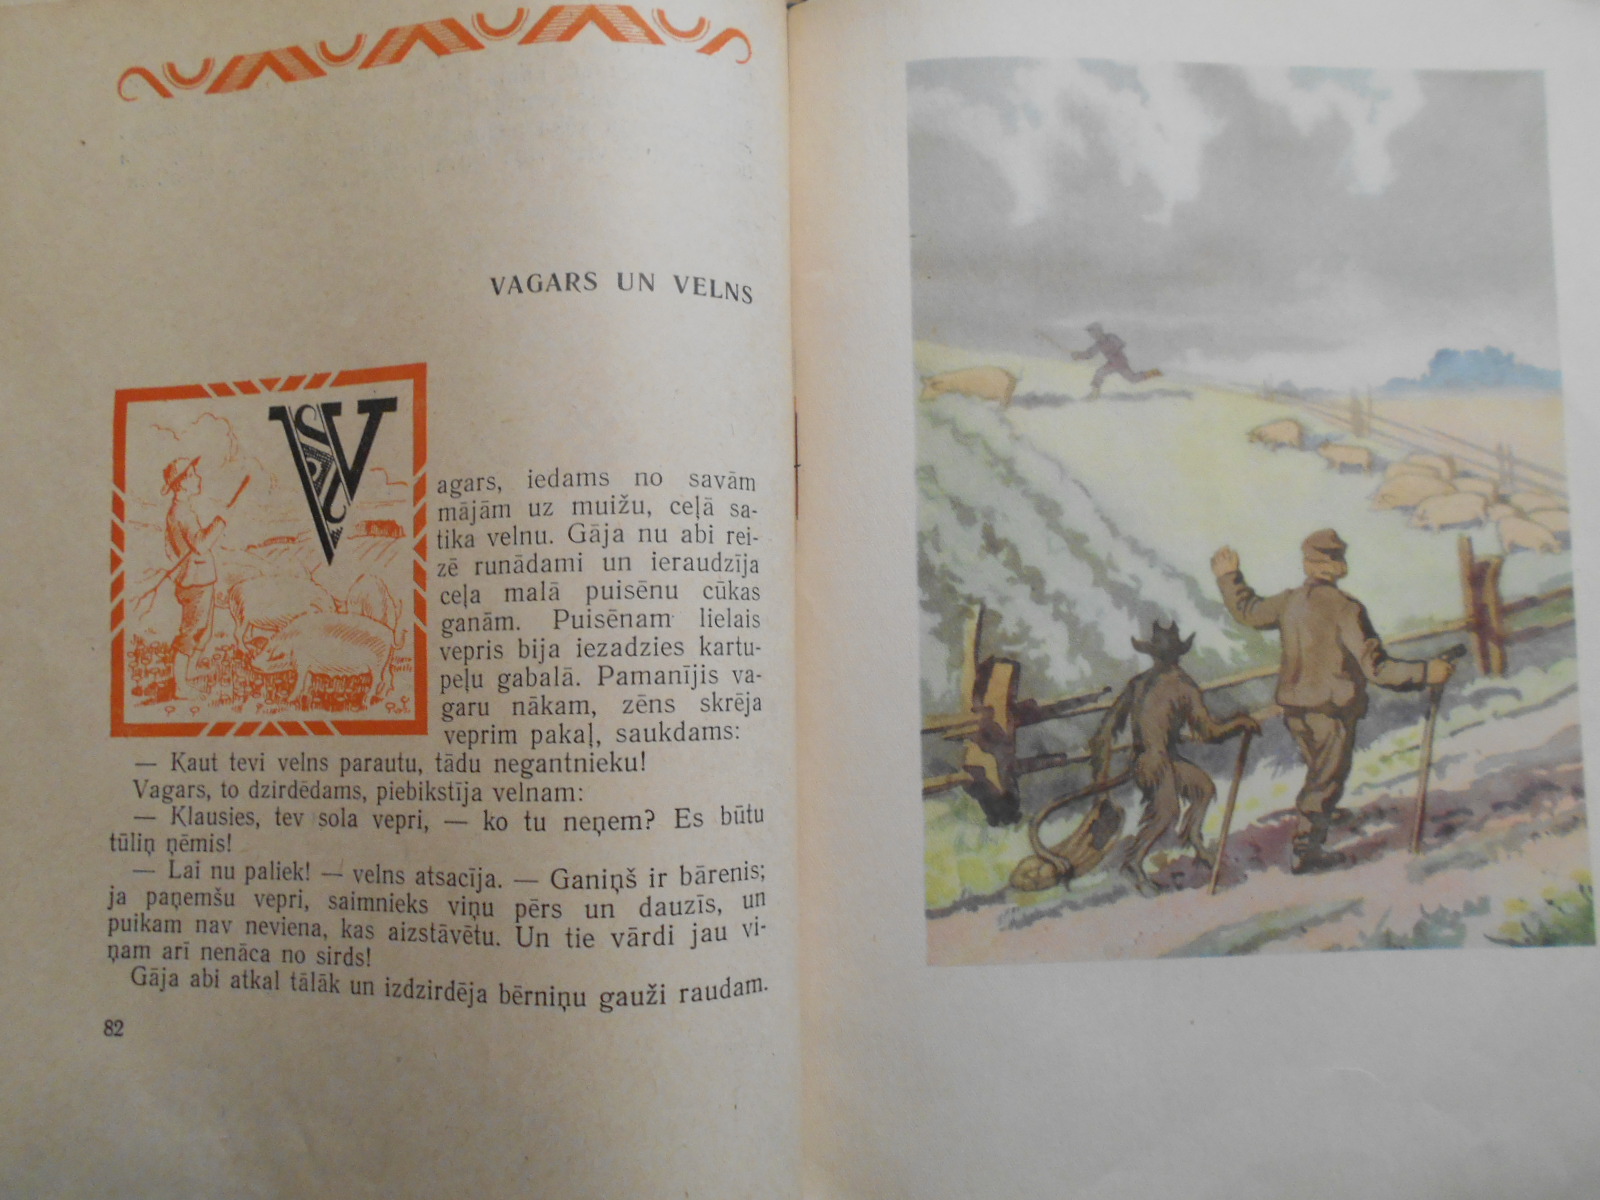 VAGARS UN VELNS
Vagars, iedams no savām
mājām uz muižu, ceļā sa-
tika velnu. Gāja nu abi rei-
zē runādami un ieraudzīja
ceļa malā puisēnu cūkas
ganām. Puisēnam lielais
vepris bija iezadzies kartu-
peļu gabalā. Pamanījis va-
garu nākam, zēns skrēja
veprim pakaļ, saukdams:
— Kaut tevi velns parautu, tādu negantnieku!
Vagars, to dzirdēdams, piebikstīja velnam:
— Klausies, tev sola vepri, — ko tu neņem? Es būtu
tūliņ ņēmis!
— Lai nu paliek! — velns atsacīja. — Ganiņš ir bārenis;
ja paņemšu vepri, saimnieks viņu pērs un dauzīs, un
puikam nav neviena, kas aizstāvētu. Un tie vārdi jau vi-
ņam arī nenāca no sirds!
Gāja abi atkal tālāk un izdzirdēja bērniņu gauži raudam.
82